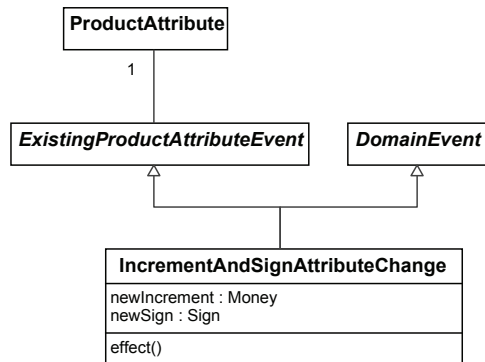 ProductAttribute
1
ExistingProductAttributeEvent
DomainEvent
IncrementAndSignAttributeChange
newIncrement : Money
newSign : Sign
effect()